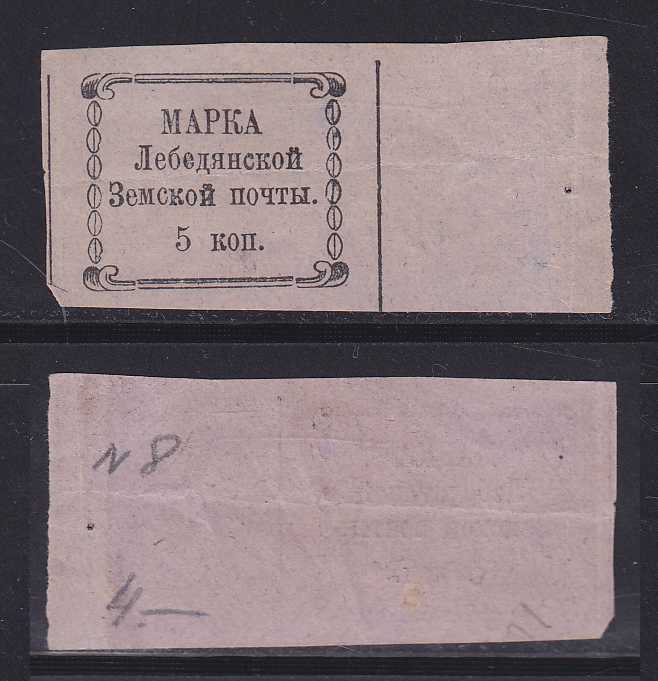 МАРКА
Лебедянской
Земской почты.
5 коп.
N 8
4.—